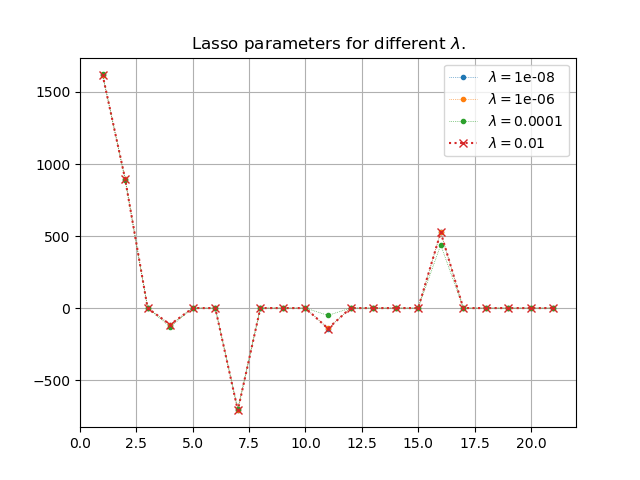 Lasso parameters for different λ.
λ = 1e-08
λ = 1e-06
λ = 0.0001
λ = 0.01
1500
1000
500
0
−500
0.0 2.5 5.0 7.5 10.0 12.5 15.0 17.5 20.0